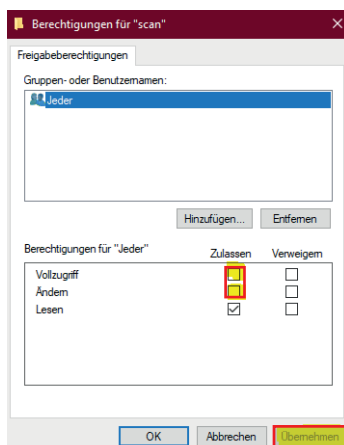 Berechtigungen für "scan"
Freigabeberechtigungen
Gruppen- oder Benutzernamen:
Jeder
Hinzufügen... Entfernen
Berechtigungen für "Jeder" Zulassen Verweigern
Vollzugriff
Ändern
Lesen
OK Abbrechen Übernehmen